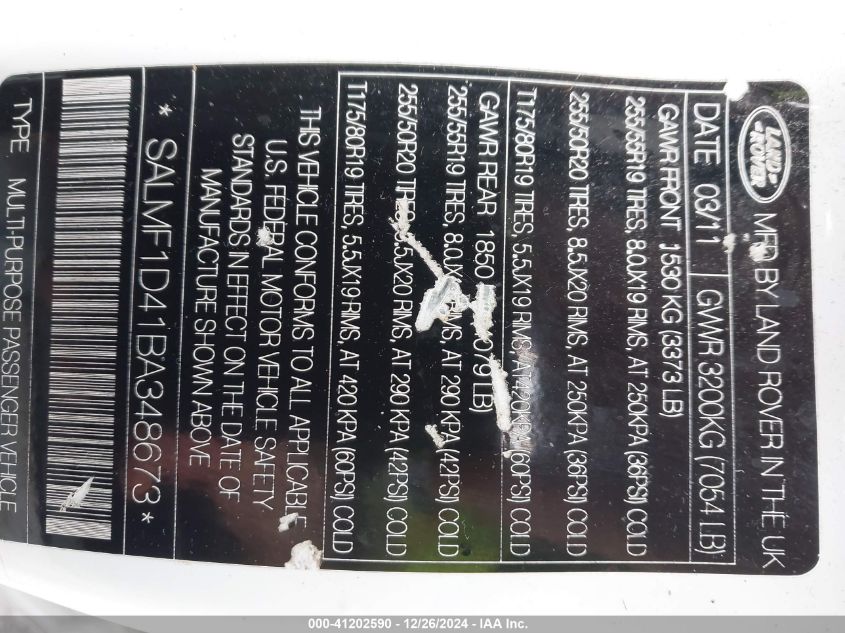 LAND-
ROVER
MFD BY LAND ROVER IN THE UK
DATE 03/11 GVWR 3200KG (7054 LB)
GAWR FRONT 1530 KG (3373 LB)
255/55R19 TIRES, 8.0JX19 RIMS, AT 250KPA (36PSI) COLD
255/50R20 TIRES, 8.5JX20 RIMS, AT 250KPA (36PSI) COLD
T175/80R19 TIRES, 5.5JX19 RIMS, AT 420KPA (60PSI) COLD
GAWR REAR 1850 LB)
255/55R19 TIRES, 8.0JX19 RIMS, AT 290 KPA (42PSI) COLD
255/50R20 TIRES, 8.5JX20 RIMS, AT 290 KPA (42PSI) COLD
T175/80R19 TIRES, 5.5JX19 RIMS, AT 420 KPA (60PSI) COLD
THIS VEHICLE CONFORMS TO ALL APPLICABLE
U.S. FEDERAL MOTOR VEHICLE SAFETY
STANDARDS IN EFFECT ON THE DATE OF
MANUFACTURE SHOWN ABOVE
* SALMF1D41BA348673 *
TYPE MULTI-PURPOSE PASSENGER VEHICLE
000-41202590 - 12/26/2024 - IAA Inc.